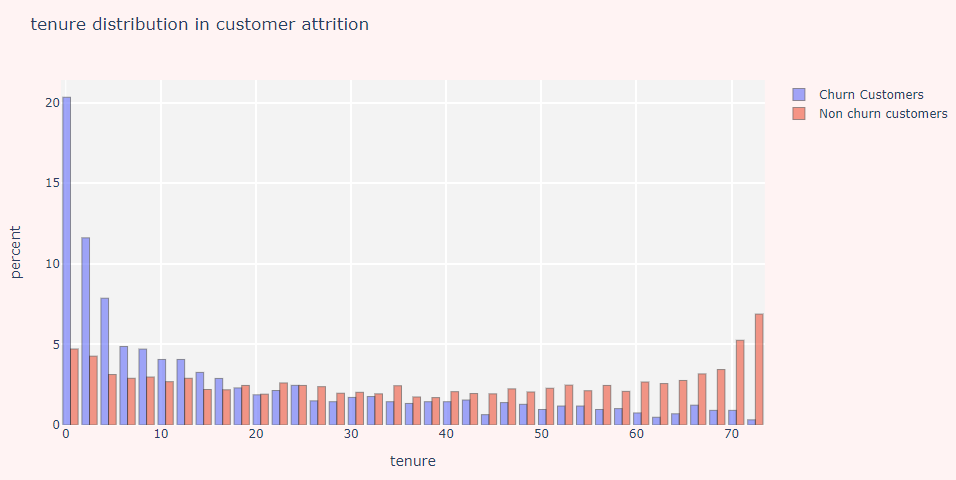 tenure distribution in customer attrition
Churn Customers
Non churn customers
percent
20
15
10
5
0
0 10 20 30 40 50 60 70
tenure